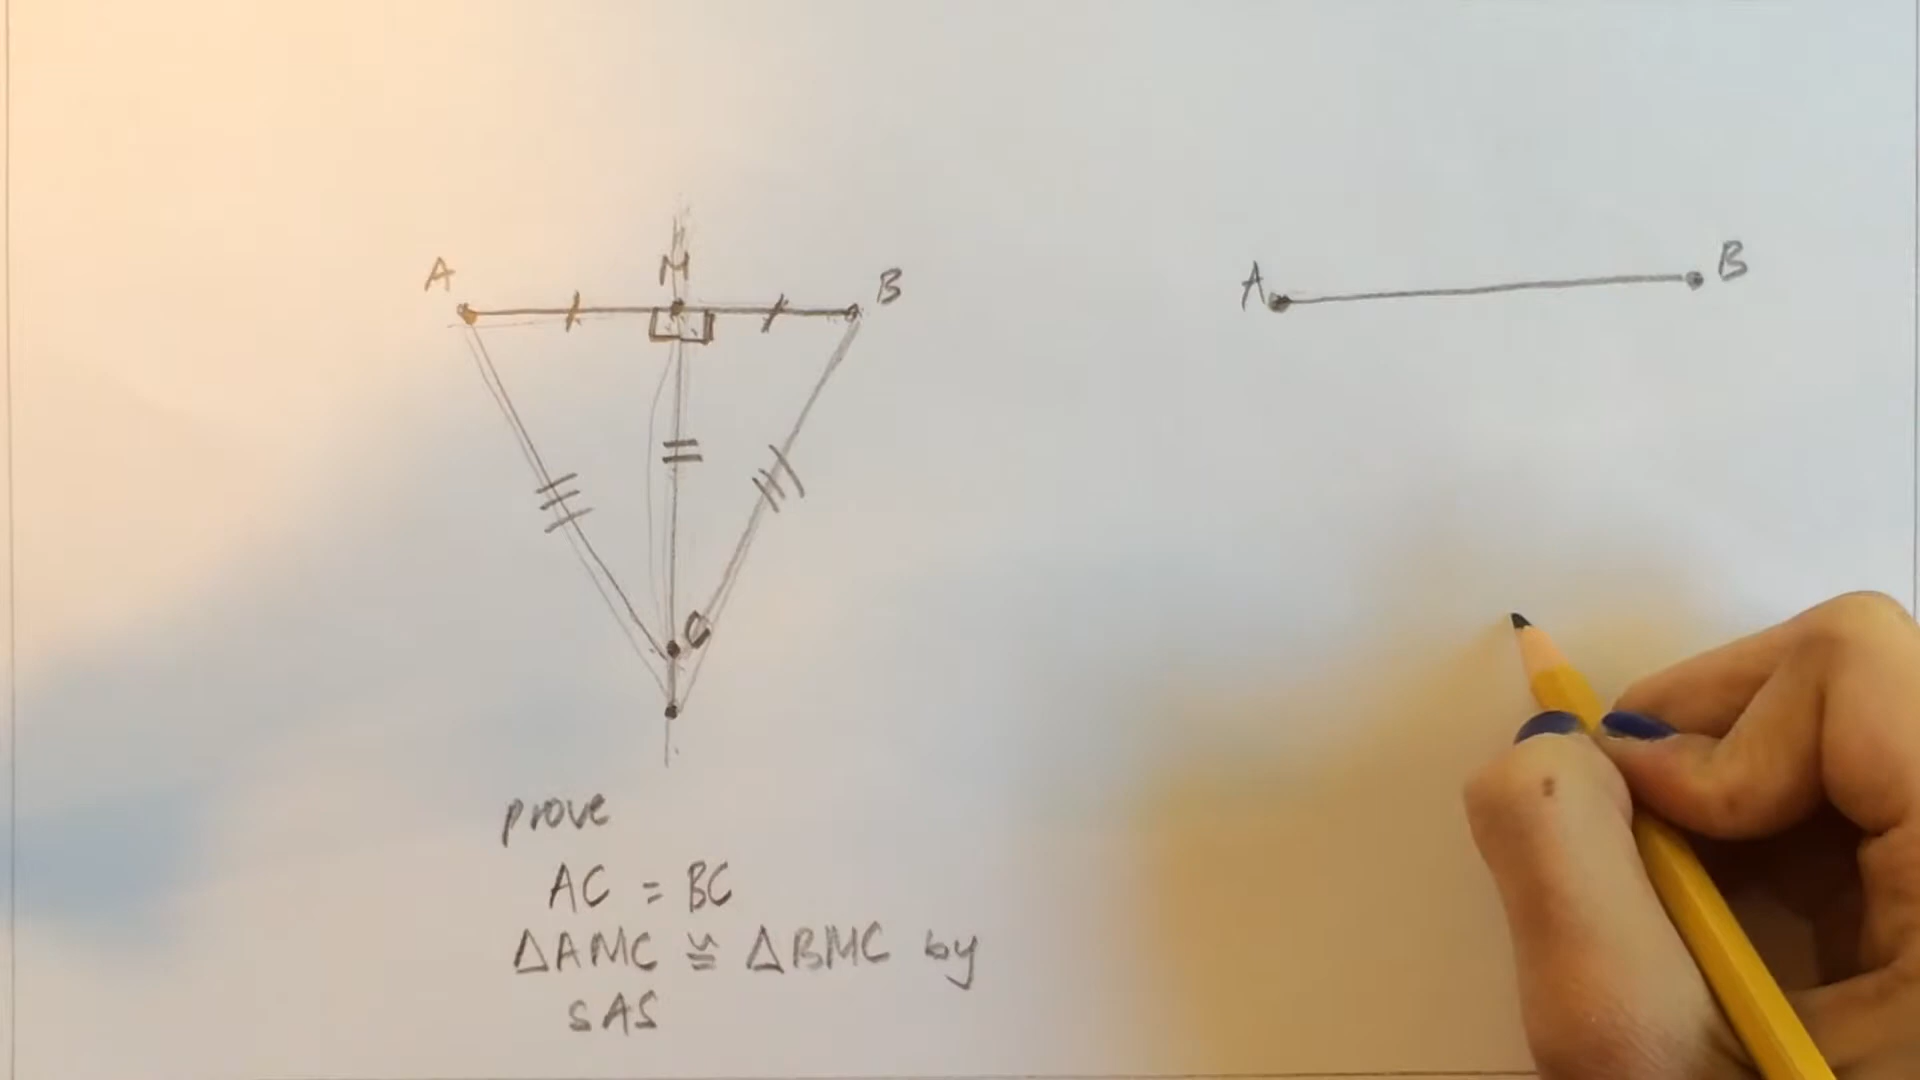 A M B
C
prove
AC = BC
ΔAMC ≅ ΔBMC by
SAS
A B